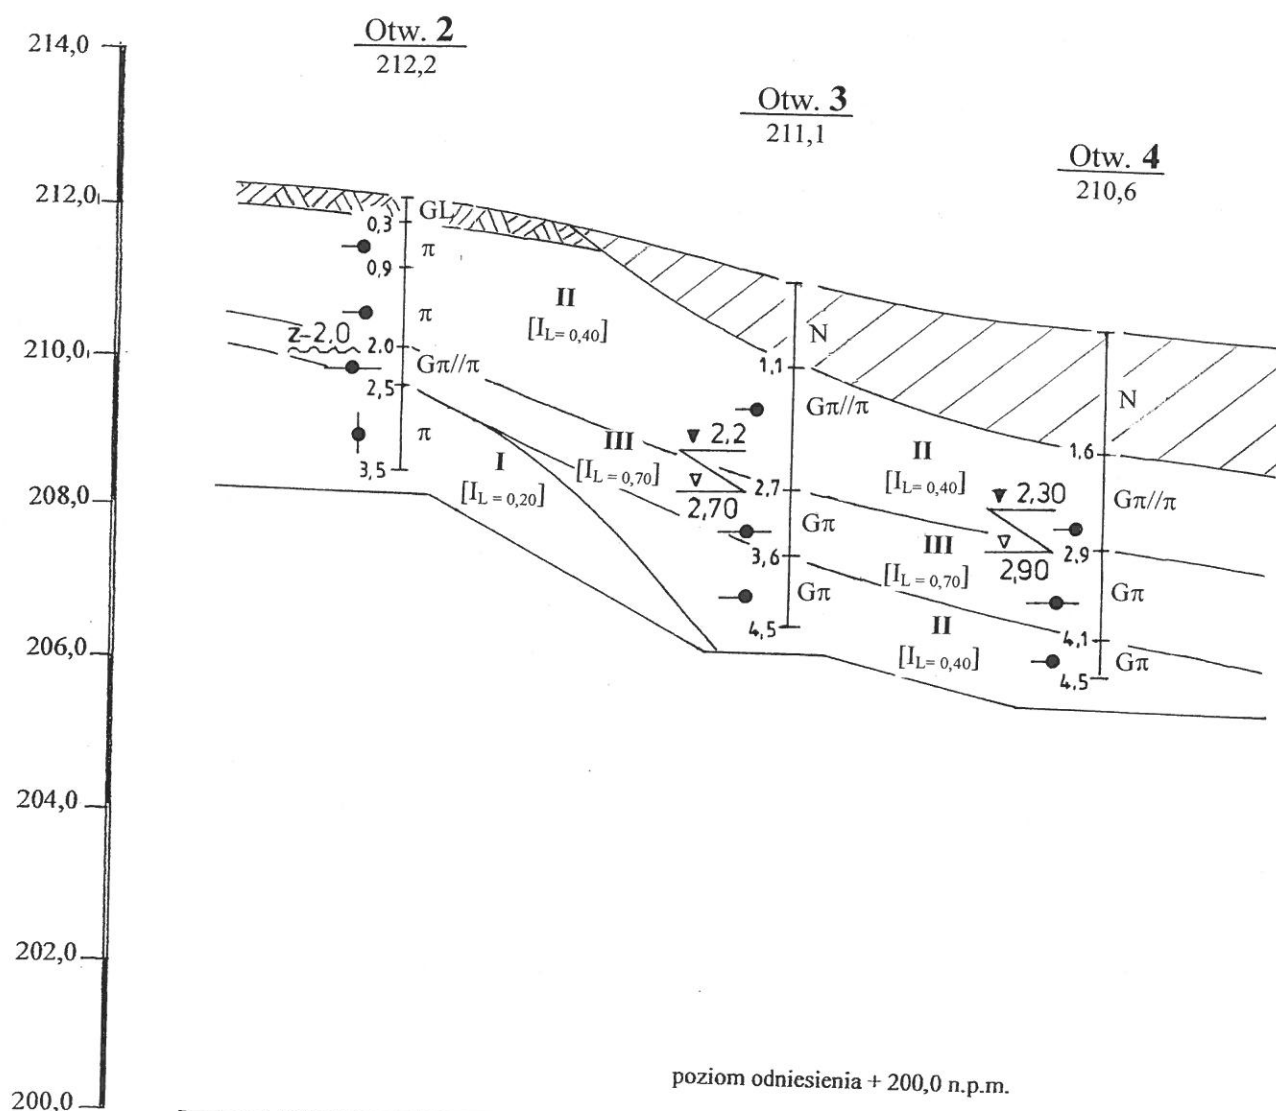 214,0
Otw. 2
212,2
Otw. 3
211,1
Otw. 4
210,6
212,0
GL
0,3
π
0,9
II
[IL = 0,40]
π
z-2,0
2,0
210,0
Gπ//π
2,5
N
1,1
Gπ//π
N
π
3,5
I
[IL = 0,20]
III
[IL = 0,70]
2,2
2,70
2,7
II
[IL = 0,40]
1,6
208,0
Gπ
2,30
Gπ//π
III
[IL = 0,70]
2,90
2,9
3,6
Gπ
Gπ
4,5
II
[IL= 0,40]
4,1
Gπ
4,5
206,0
204,0
202,0
poziom odniesienia + 200,0 n.p.m.
200,0